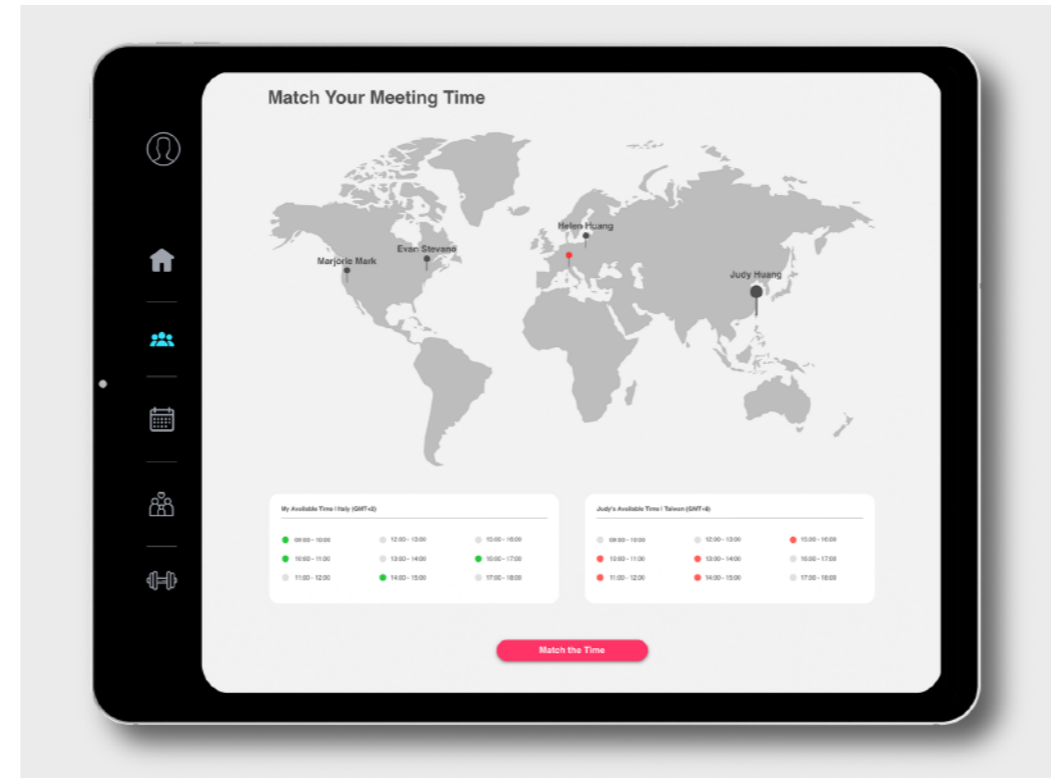 Match Your Meeting Time
Helen Huang
Evan Stevano
Marjorie Mark
Judy Huang
My Available Time / Italy (GMT+2)
09:00 - 10:00
12:00 - 13:00
15:00 - 16:00
10:00 - 11:00
13:00 - 14:00
16:00 - 17:00
11:00 - 12:00
14:00 - 15:00
17:00 - 18:00
Judy's Available Time / Taiwan (GMT+8)
09:00 - 10:00
12:00 - 13:00
15:00 - 16:00
10:00 - 11:00
13:00 - 14:00
16:00 - 17:00
11:00 - 12:00
14:00 - 15:00
17:00 - 18:00
Match the Time